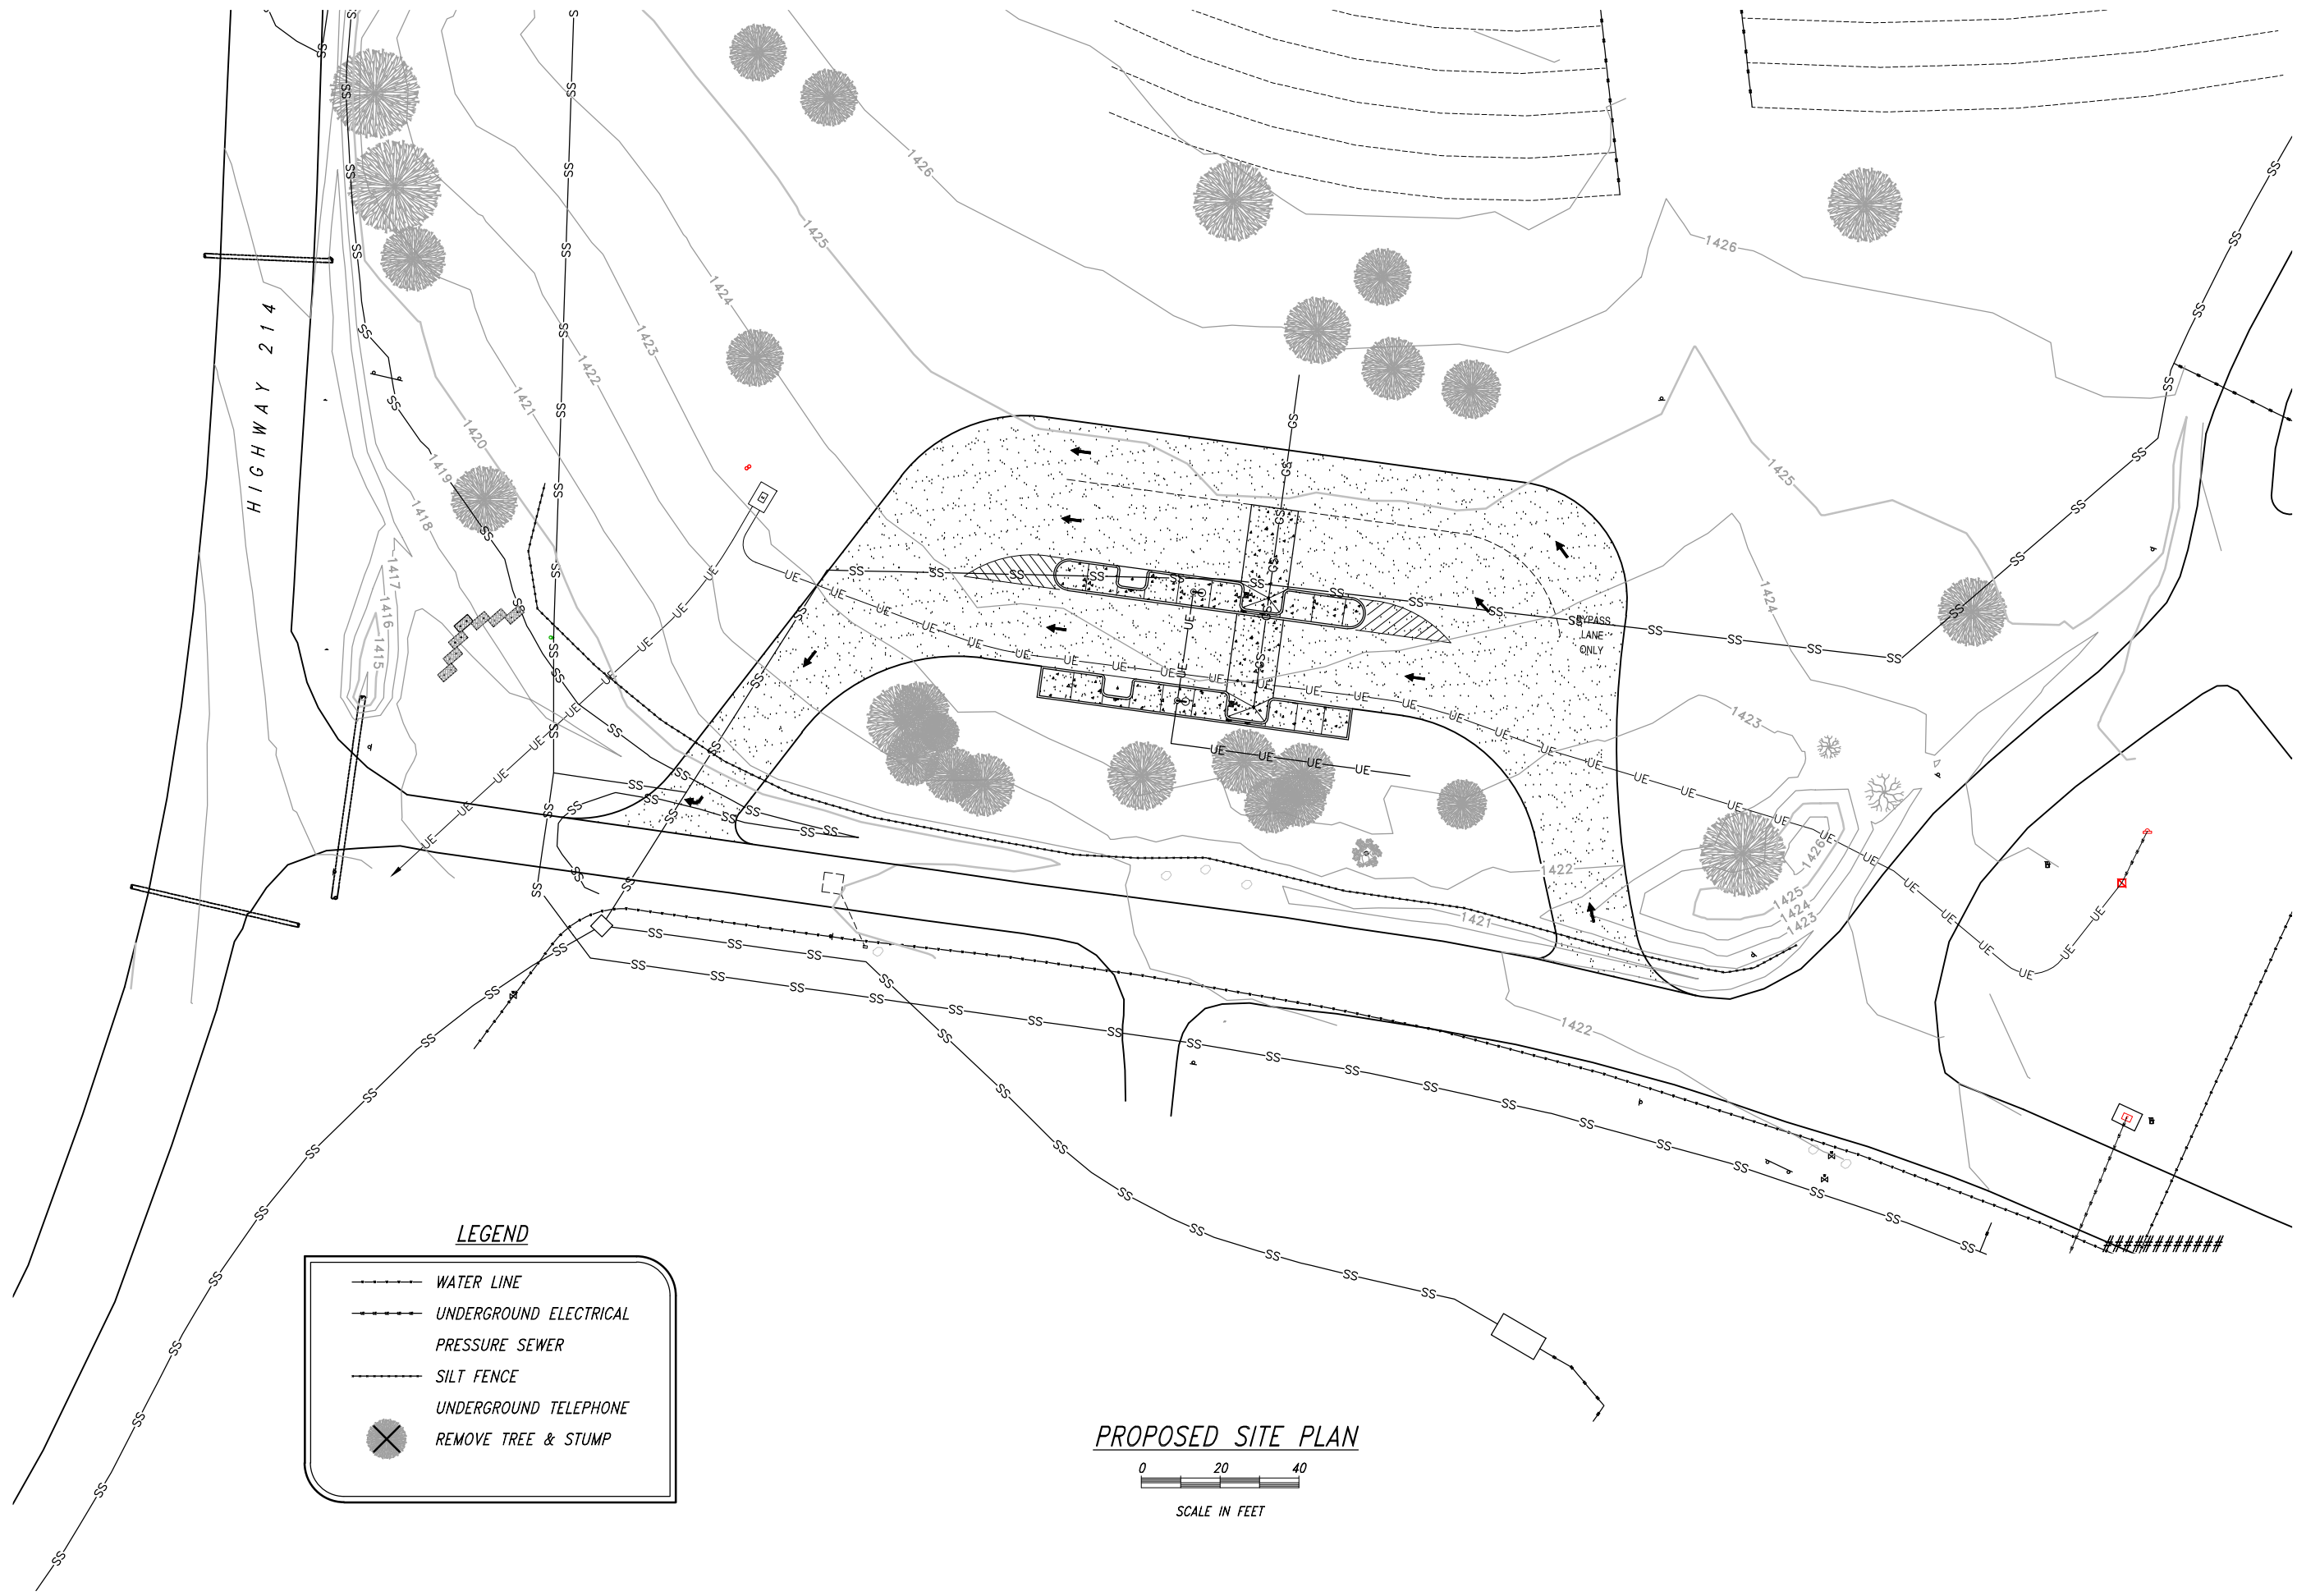 1426
1426
1425
1424
1423
1422
1421
1420
1419
1418
1417
1416
1415
HIGHWAY 214
1425
1424
1423
BYPASS
LANE
ONLY
1422
1421
1426
1425
1424
1423
1422
SS
UE
GS
LEGEND
WATER LINE
UNDERGROUND ELECTRICAL
PRESSURE SEWER
SILT FENCE
UNDERGROUND TELEPHONE
REMOVE TREE & STUMP
PROPOSED SITE PLAN
0 20 40
SCALE IN FEET